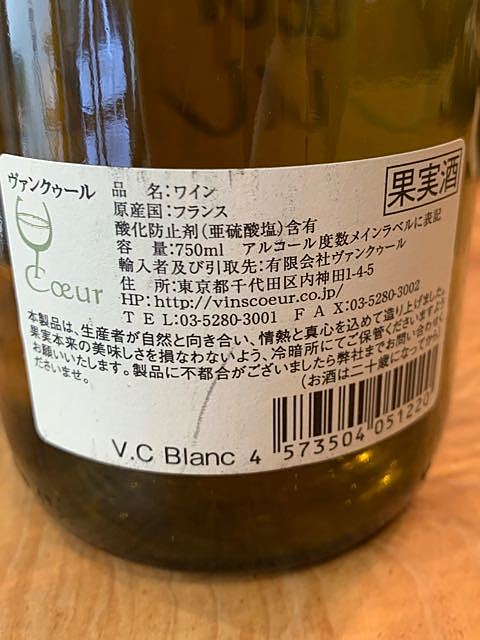 ヴァンクゥール
Cœur
果実酒
品　名：ワイン
原産国：フランス
酸化防止剤（亜硫酸塩）含有
容　量：750ml　アルコール度数メインラベルに表記
輸入者及び引取先：有限会社ヴァンクゥール
住　所：東京都千代田区内神田1-4-5
HP：http://vinscoeur.co.jp/
TEL：03-5280-3001　FAX：03-5280-3002
本製品は、生産者が自然と向き合い、情熱と真心を込めて造り上げました。
果実本来の美味しさを損なわないよう、冷暗所にてご保管くださいますよう
お願いいたします。製品に不都合がございましたら弊社までお問い合わせく
ださいませ。
（お酒は二十歳になってから）
V.C Blanc
4 573504 051220